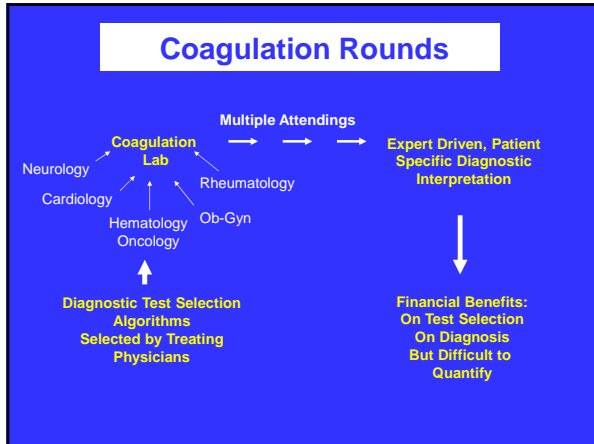 Coagulation Rounds
Multiple Attendings
Coagulation
Lab
Neurology
Cardiology
Hematology
Oncology
Ob-Gyn
Rheumatology
Expert Driven, Patient
Specific Diagnostic
Interpretation
Diagnostic Test Selection
Algorithms
Selected by Treating
Physicians
Financial Benefits:
On Test Selection
On Diagnosis
But Difficult to
Quantify